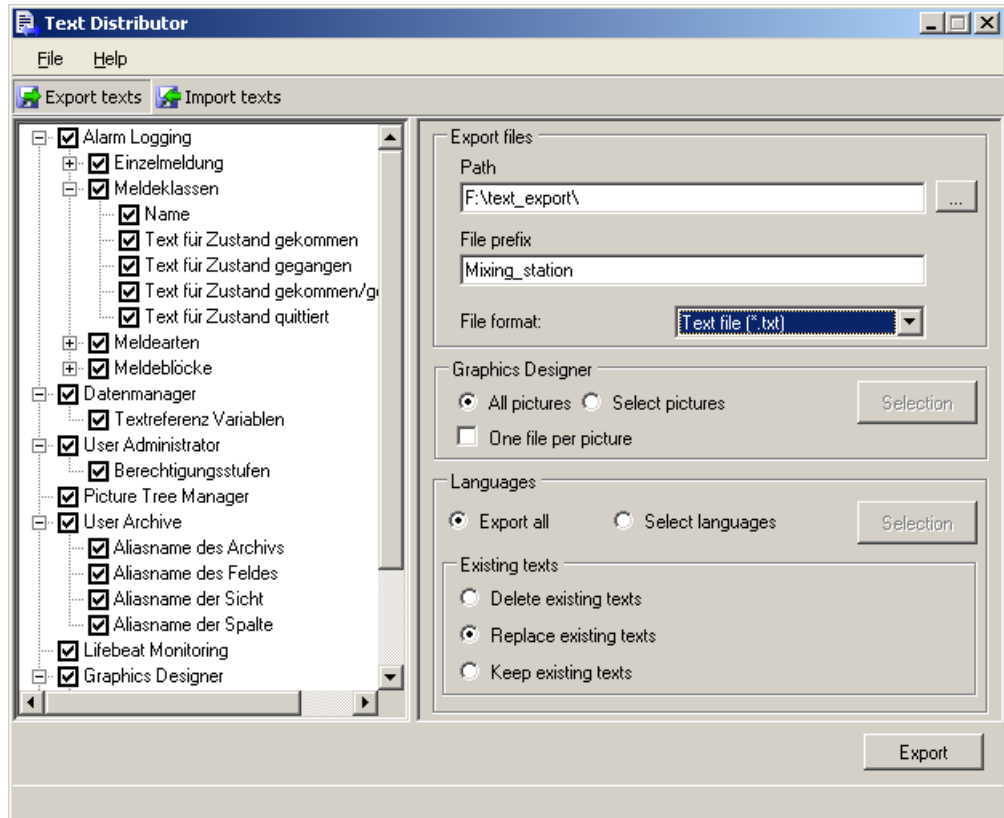 Text Distributor
File Help
Export texts Import texts
Alarm Logging
Einzelmeldung
Meldeklassen
Name
Text für Zustand gekommen
Text für Zustand gegangen
Text für Zustand gekommen/g
Text für Zustand quittiert
Meldearten
Meldeblöcke
Datenmanager
Textreferenz Variablen
User Administrator
Berechtigungsstufen
Picture Tree Manager
User Archive
Aliasname des Archivs
Aliasname des Feldes
Aliasname der Sicht
Aliasname der Spalte
Lifebeat Monitoring
Graphics Designer
Export files
Path
F:\text_export\
...
File prefix
Mixing_station
File format: Text file (*.txt)
Graphics Designer
All pictures Select pictures Selection
One file per picture
Languages
Export all Select languages Selection
Existing texts
Delete existing texts
Replace existing texts
Keep existing texts
Export